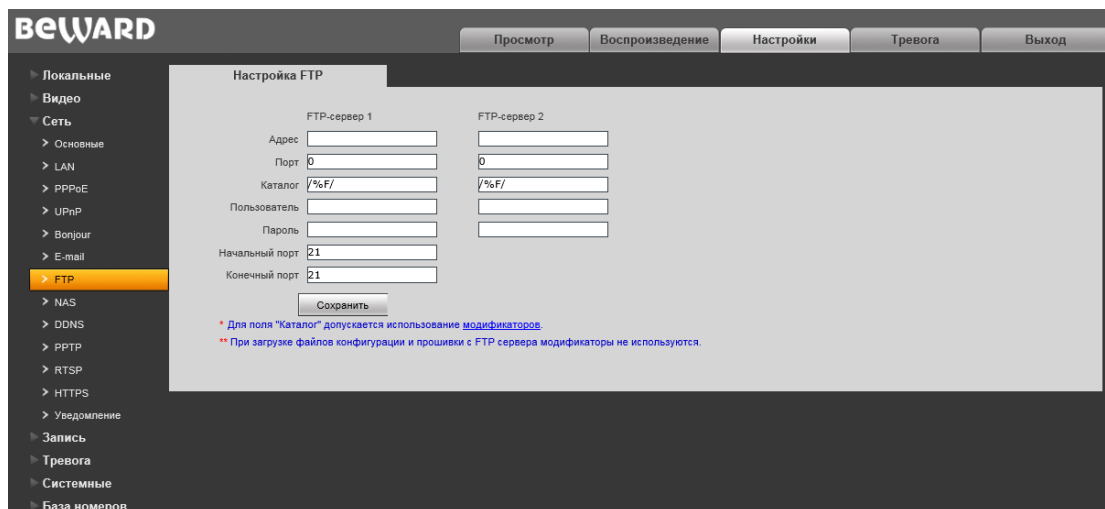 BEWARD
Просмотр Воспроизведение Настройки Тревога Выход
Локальные
Видео
Сеть
Основные
LAN
PPPoE
UPnP
Bonjour
E-mail
FTP
NAS
DDNS
PPTP
RTSP
HTTPS
Уведомление
Запись
Тревога
Системные
База номеров
Настройка FTP
FTP-сервер 1 FTP-сервер 2
Адрес
Порт 0 0
Каталог /%F/ /%F/
Пользователь
Пароль
Начальный порт 21
Конечный порт 21
Сохранить
* Для поля "Каталог" допускается использование модификаторов.
** При загрузке файлов конфигурации и прошивки с FTP сервера модификаторы не используются.